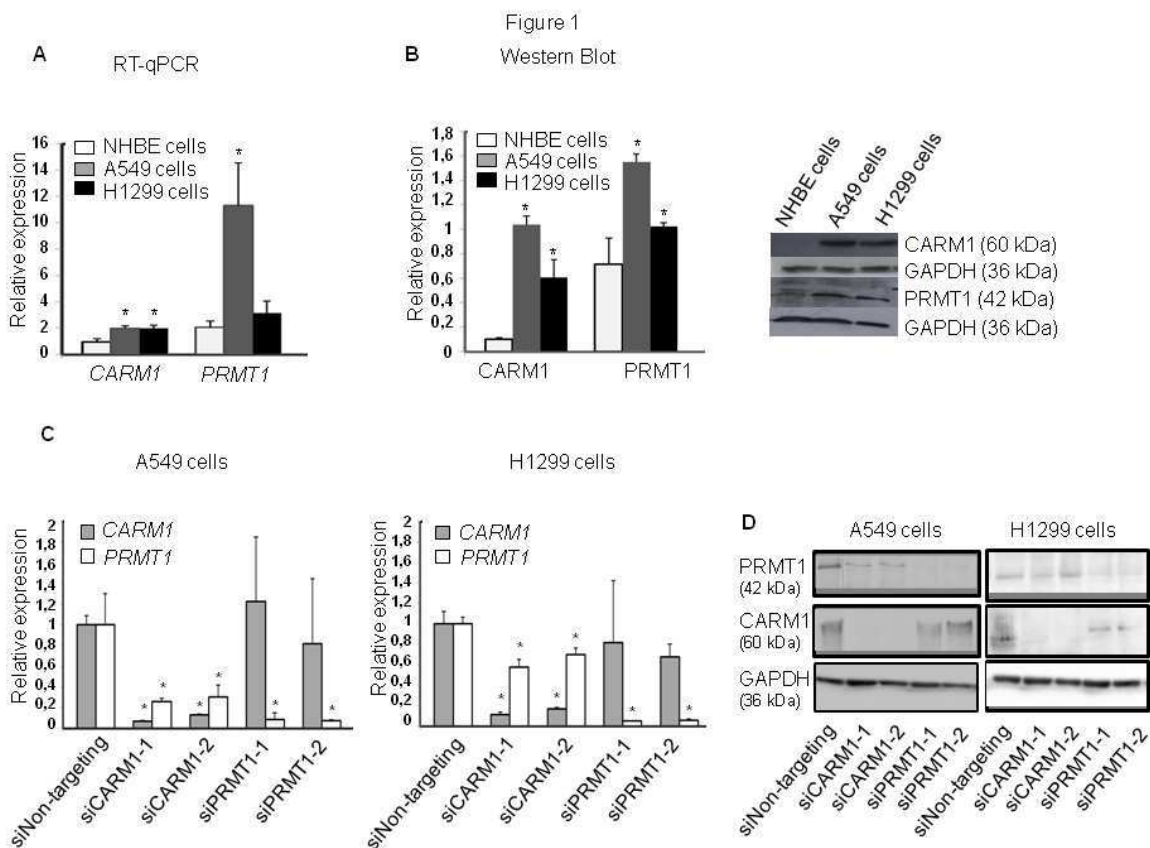 Figure 1
A
RT-qPCR
Relative expression
16
14
12
10
8
6
4
2
0
NHBE cells
A549 cells
H1299 cells
*
*
*
CARM1
PRMT1
B
Western Blot
Relative expression
1,8
1,6
1,4
1,2
1
0,8
0,6
0,4
0,2
0
NHBE cells
A549 cells
H1299 cells
*
*
*
*
CARM1
PRMT1
NHBE cells
A549 cells
H1299 cells
CARM1 (60 kDa)
GAPDH (36 kDa)
PRMT1 (42 kDa)
GAPDH (36 kDa)
C
A549 cells
Relative expression
2
1,8
1,6
1,4
1,2
1
0,8
0,6
0,4
0,2
0
CARM1
PRMT1
*
*
*
*
*
*
siNon-targeting
siCARM1-1
siCARM1-2
siPRMT1-1
siPRMT1-2
H1299 cells
Relative expression
2
1,8
1,6
1,4
1,2
1
0,8
0,6
0,4
0,2
0
CARM1
PRMT1
*
*
*
*
*
*
siNon-targeting
siCARM1-1
siCARM1-2
siPRMT1-1
siPRMT1-2
D
A549 cells
H1299 cells
PRMT1
(42 kDa)
CARM1
(60 kDa)
GAPDH
(36 kDa)
siNon-targeting
siCARM1-1
siCARM1-2
siPRMT1-1
siPRMT1-2
siNon-targeting
siCARM1-1
siCARM1-2
siPRMT1-1
siPRMT1-2